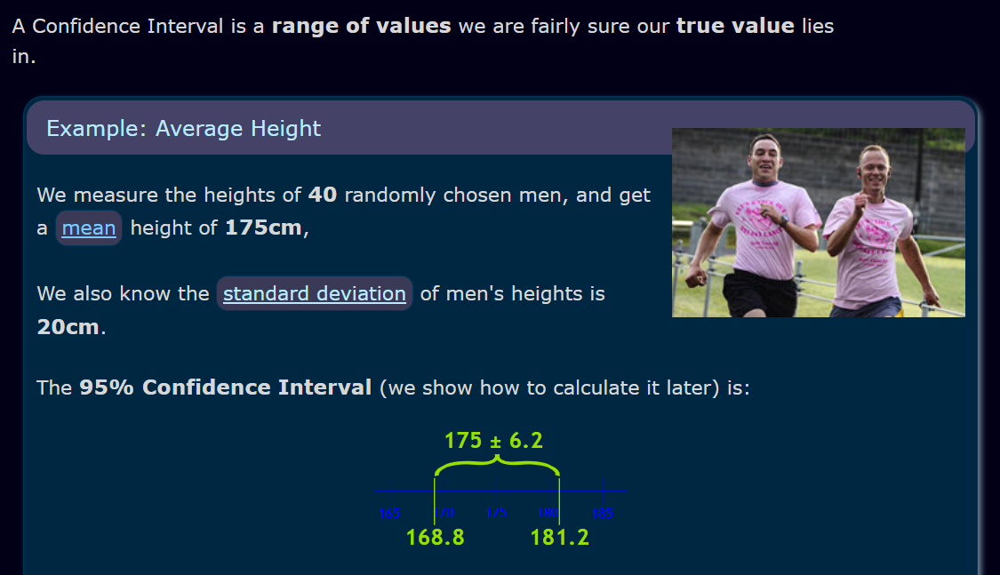 A Confidence Interval is a range of values we are fairly sure our true value lies
in.
Example: Average Height
We measure the heights of 40 randomly chosen men, and get
a mean height of 175cm,
We also know the standard deviation of men's heights is
20cm.
The 95% Confidence Interval (we show how to calculate it later) is:
175 ± 6.2
165 170 175 180 185
168.8 181.2